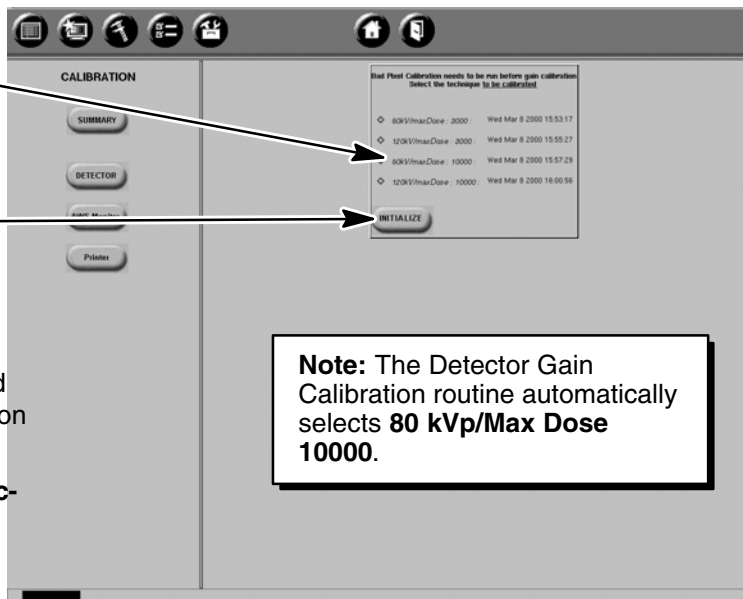 CALIBRATION
SUMMARY
DETECTOR
AWS Monitor
Printer
Bad Pixel Calibration needs to be run before gain calibration
Select the technique to be calibrated
80kV/maxDose : 3000 : Wed Mar 8 2000 15:53:17
120kV/maxDose : 3000 : Wed Mar 8 2000 15:55:27
80kV/maxDose : 10000 : Wed Mar 8 2000 15:57:29
120kV/maxDose : 10000 : Wed Mar 8 2000 16:00:56
INITIALIZE
d
on
c-
Note: The Detector Gain
Calibration routine automatically
selects 80 kVp/Max Dose
10000.